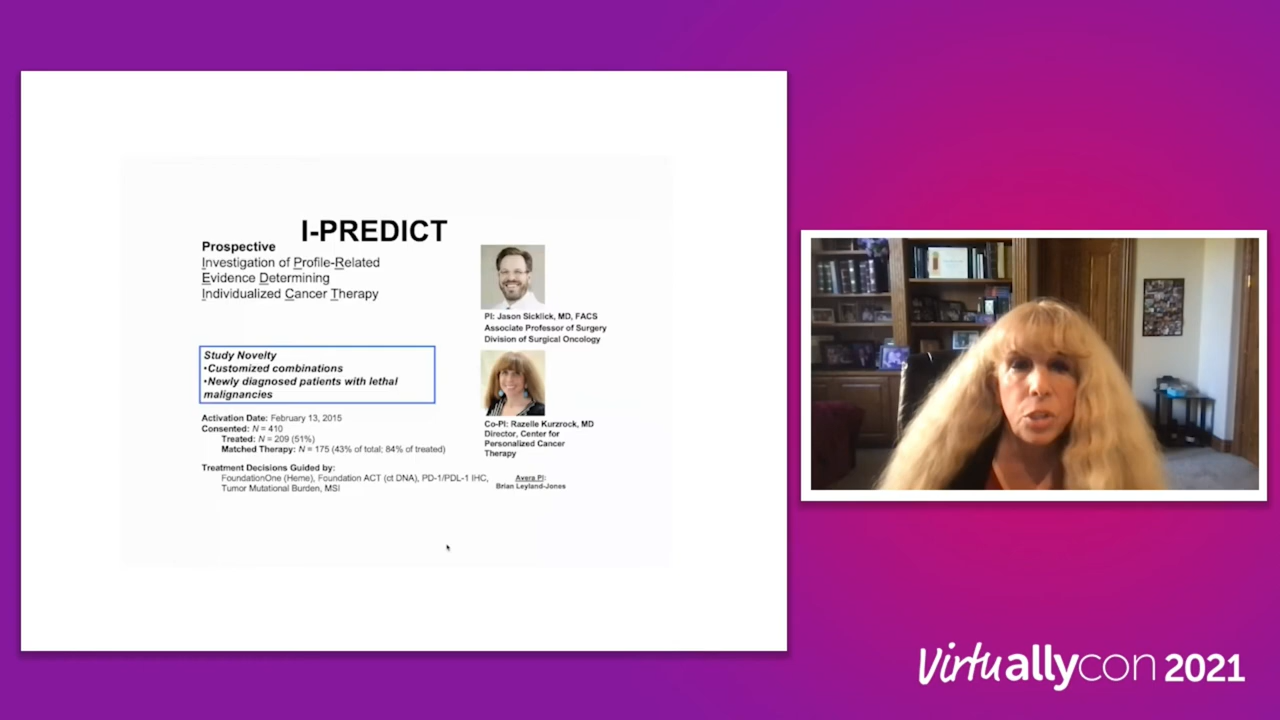 I-PREDICT
Prospective
Investigation of Profile-Related
Evidence Determining
Individualized Cancer Therapy
PI: Jason Sicklick, MD, FACS
Associate Professor of Surgery
Division of Surgical Oncology
Study Novelty
•Customized combinations
•Newly diagnosed patients with lethal
malignancies
Co-PI: Razelle Kurzrock, MD
Director, Center for
Personalized Cancer
Therapy
Activation Date: February 13, 2015
Consented: N = 410
Treated: N = 209 (51%)
Matched Therapy: N = 175 (43% of total; 84% of treated)
Treatment Decisions Guided by:
FoundationOne (Heme), Foundation ACT (ct DNA), PD-1/PDL-1 IHC,
Tumor Mutational Burden, MSI
Avera PI:
Brian Leyland-Jones
Virtuallycon 2021